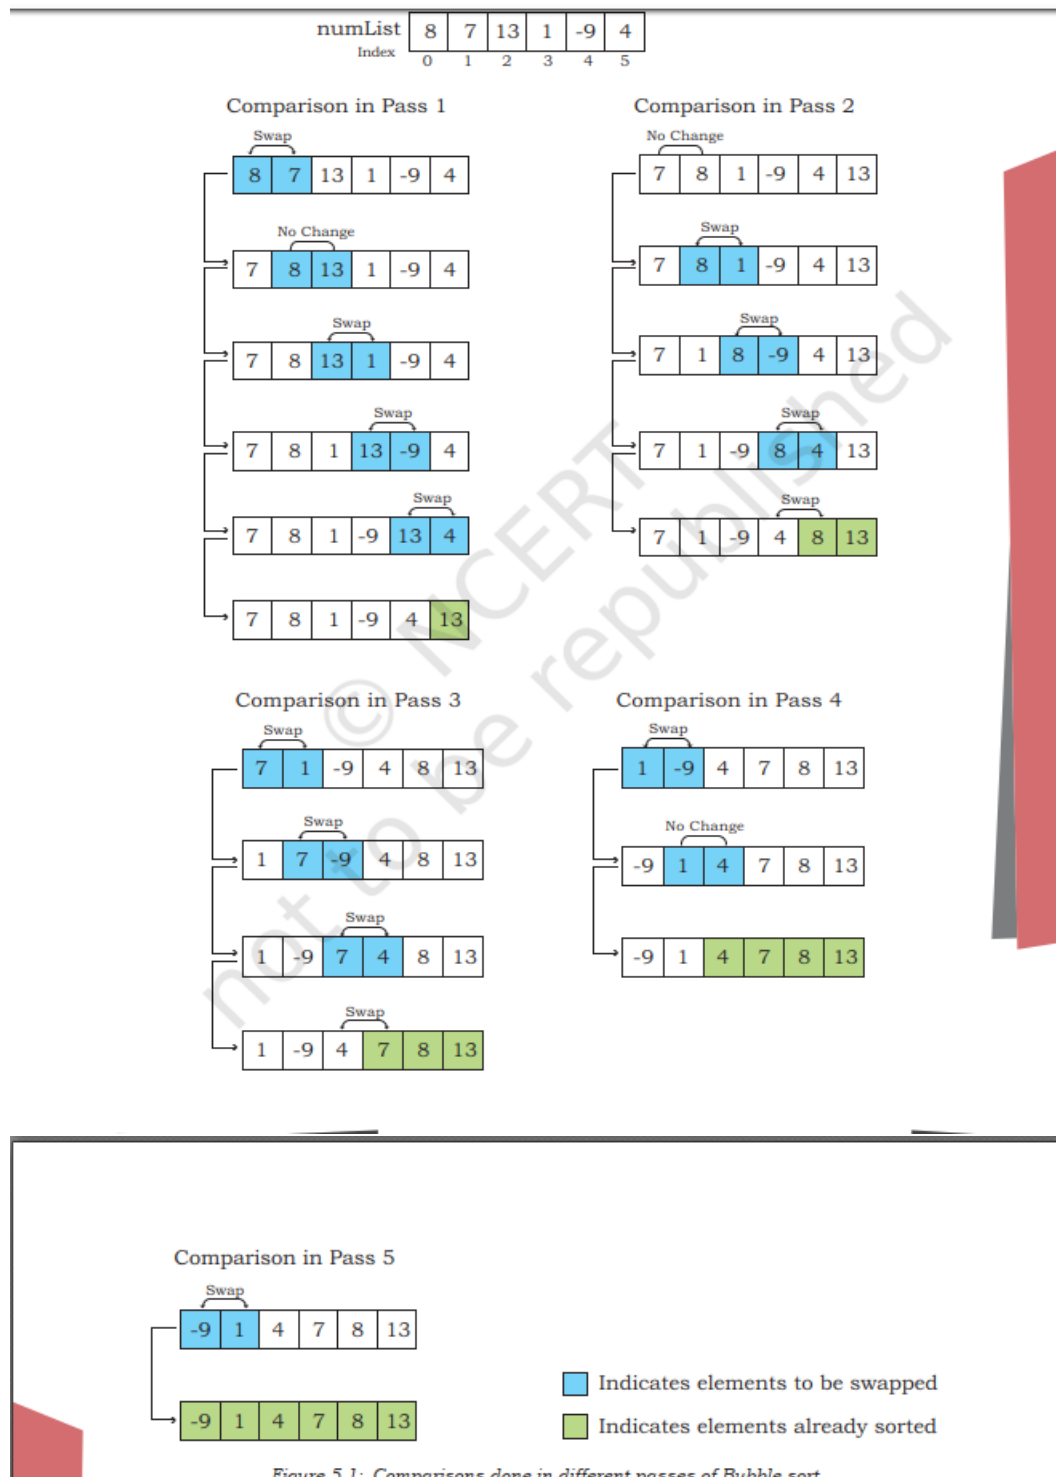 numList 8 7 13 1 -9 4
Index 0 1 2 3 4 5
Comparison in Pass 1
Swap
8 7 13 1 -9 4
No Change
7 8 13 1 -9 4
Swap
7 8 13 1 -9 4
Swap
7 8 1 13 -9 4
Swap
7 8 1 -9 13 4
7 8 1 -9 4 13
Comparison in Pass 2
No Change
7 8 1 -9 4 13
Swap
7 8 1 -9 4 13
Swap
7 1 8 -9 4 13
Swap
7 1 -9 8 4 13
Swap
7 1 -9 4 8 13
Comparison in Pass 3
Swap
7 1 -9 4 8 13
Swap
1 7 -9 4 8 13
Swap
1 -9 7 4 8 13
Swap
1 -9 4 7 8 13
Comparison in Pass 4
Swap
1 -9 4 7 8 13
No Change
-9 1 4 7 8 13
-9 1 4 7 8 13
© NCERT
not to be republished
Comparison in Pass 5
Swap
-9 1 4 7 8 13
-9 1 4 7 8 13
Indicates elements to be swapped
Indicates elements already sorted
Figure 5.1: Comparisons done in different passes of Bubble sort